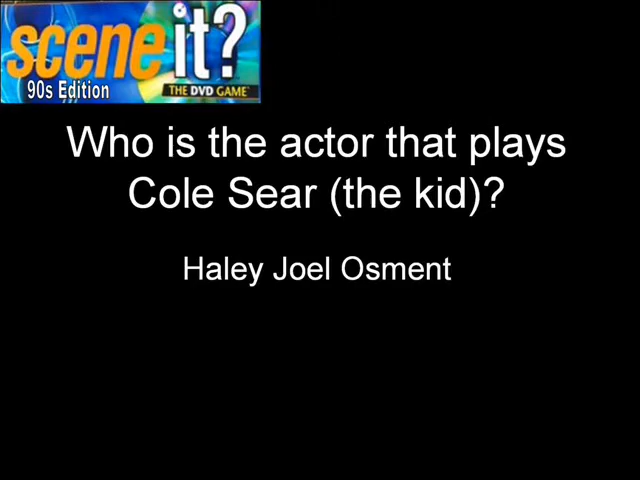 scene it?
90s Edition
THE DVD GAME
Who is the actor that plays
Cole Sear (the kid)?
Haley Joel Osment